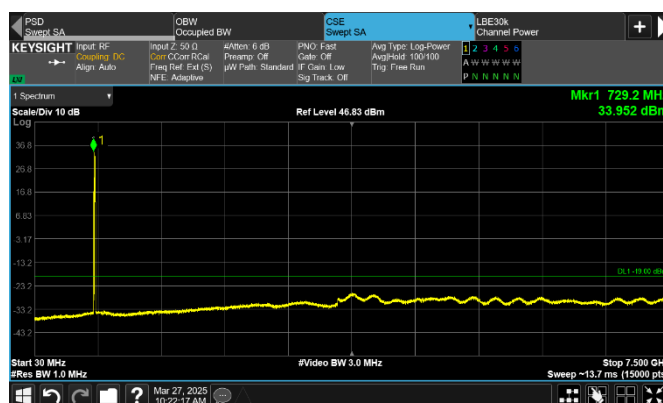 PSD OBW CSE LBE30k
Swept SA Occupied BW Swept SA Channel Power
KEYSIGHT Input: RF Input Z: 50 Ω #Atten: 6 dB PNO: Fast Avg Type: Log-Power 1 2 3 4 5 6
Coupling: DC Corr CCorr RCal Preamp: Off Gate: Off Avg|Hold: 100/100 A W W W W W
Align: Auto Freq Ref: Ext (S) µW Path: Standard IF Gain: Low Trig: Free Run
NFE: Adaptive Sig Track: Off P N N N N N
LXI
1 Spectrum Mkr1 729.2 MH
Scale/Div 10 dB Ref Level 46.83 dBm 33.952 dBm
Log
1
36.8
26.8
16.8
6.83
-3.17
-13.2
DL1 -19.00 dB
-23.2
-33.2
-43.2
Start 30 MHz #Video BW 3.0 MHz Stop 7.500 GH
#Res BW 1.0 MHz Sweep ~13.7 ms (15000 pts
? Mar 27, 2025
10:22:17 AM